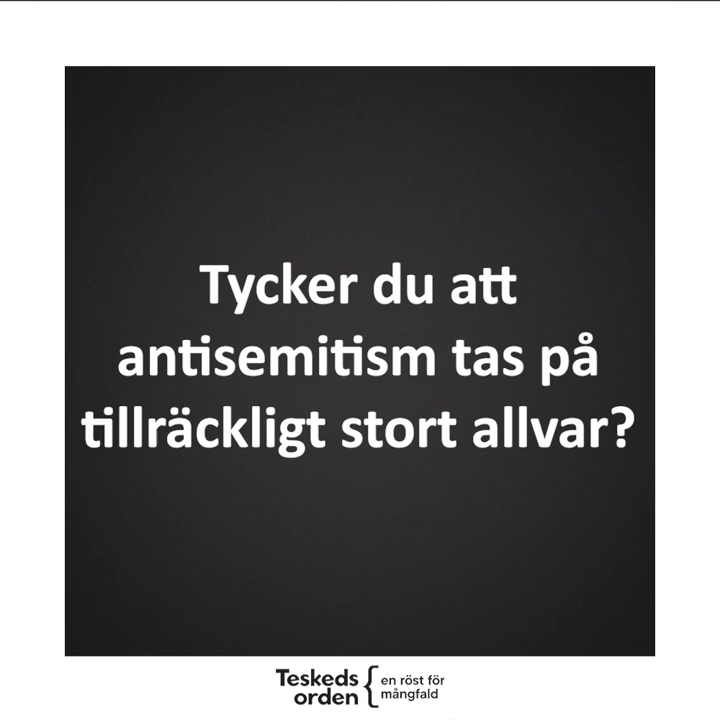 Tycker du att
antisemitism tas på
tillräckligt stort allvar?
Teskeds
orden
en röst för
mångfald